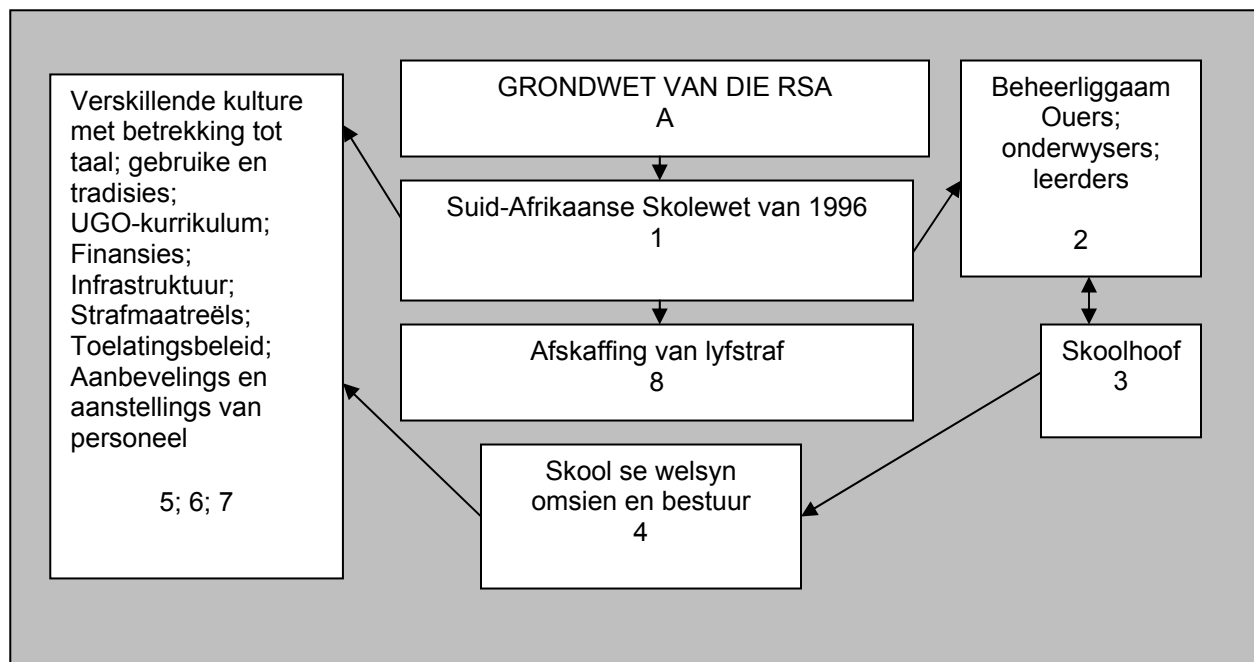 Verskillende kulture
met betrekking tot
taal; gebruike en
tradisies;
UGO-kurrikulum;
Finansies;
Infrastruktuur;
Strafmaatreëls;
Toelatingsbeleid;
Aanbevelings en
aanstellings van
personeel
5; 6; 7
GRONDWET VAN DIE RSA
A
Suid-Afrikaanse Skolewet van 1996
1
Afskaffing van lyfstraf
8
Skool se welsyn
omsien en bestuur
4
Beheerliggaam
Ouers;
onderwysers;
leerders
2
Skoolhoof
3